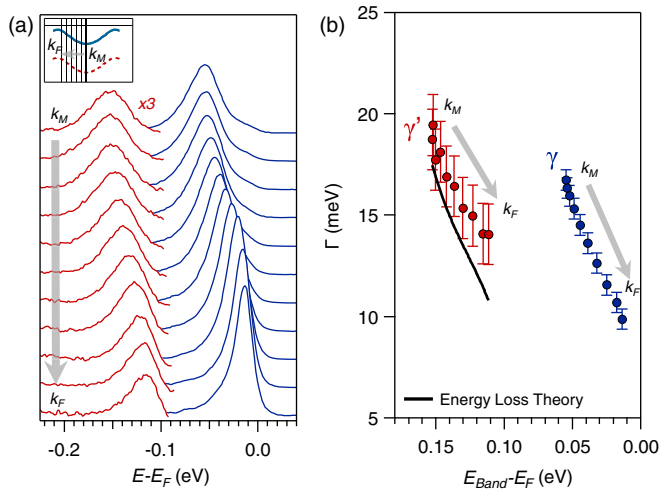 (a)
k_F
k_M
k_M
x3
k_F
-0.2
-0.1
0.0
E-E_F (eV)
(b)
25
20
15
10
5
Γ (meV)
γ'
k_M
k_F
γ
k_M
k_F
Energy Loss Theory
0.15
0.10
0.05
0.00
E_Band-E_F (eV)